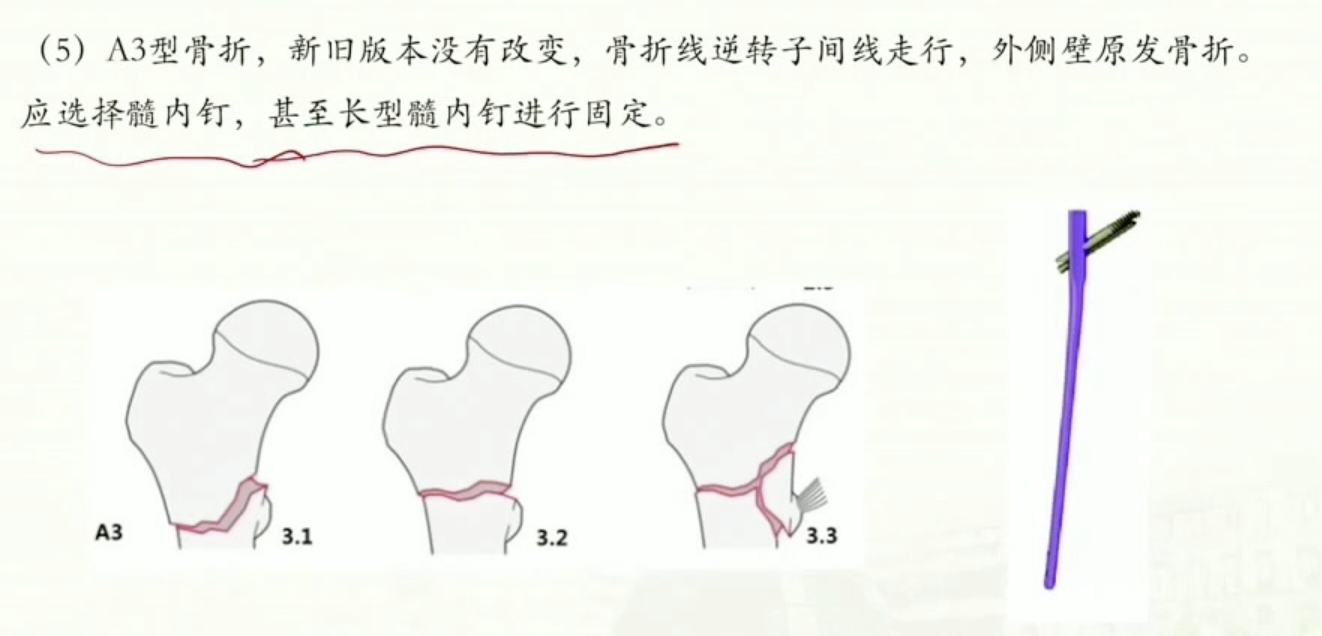 （5）A3型骨折，新旧版本没有改变，骨折线逆转子间线走行，外侧壁原发骨折。
应选择髓内钉，甚至长型髓内钉进行固定。
A3
3.1
3.2
3.3